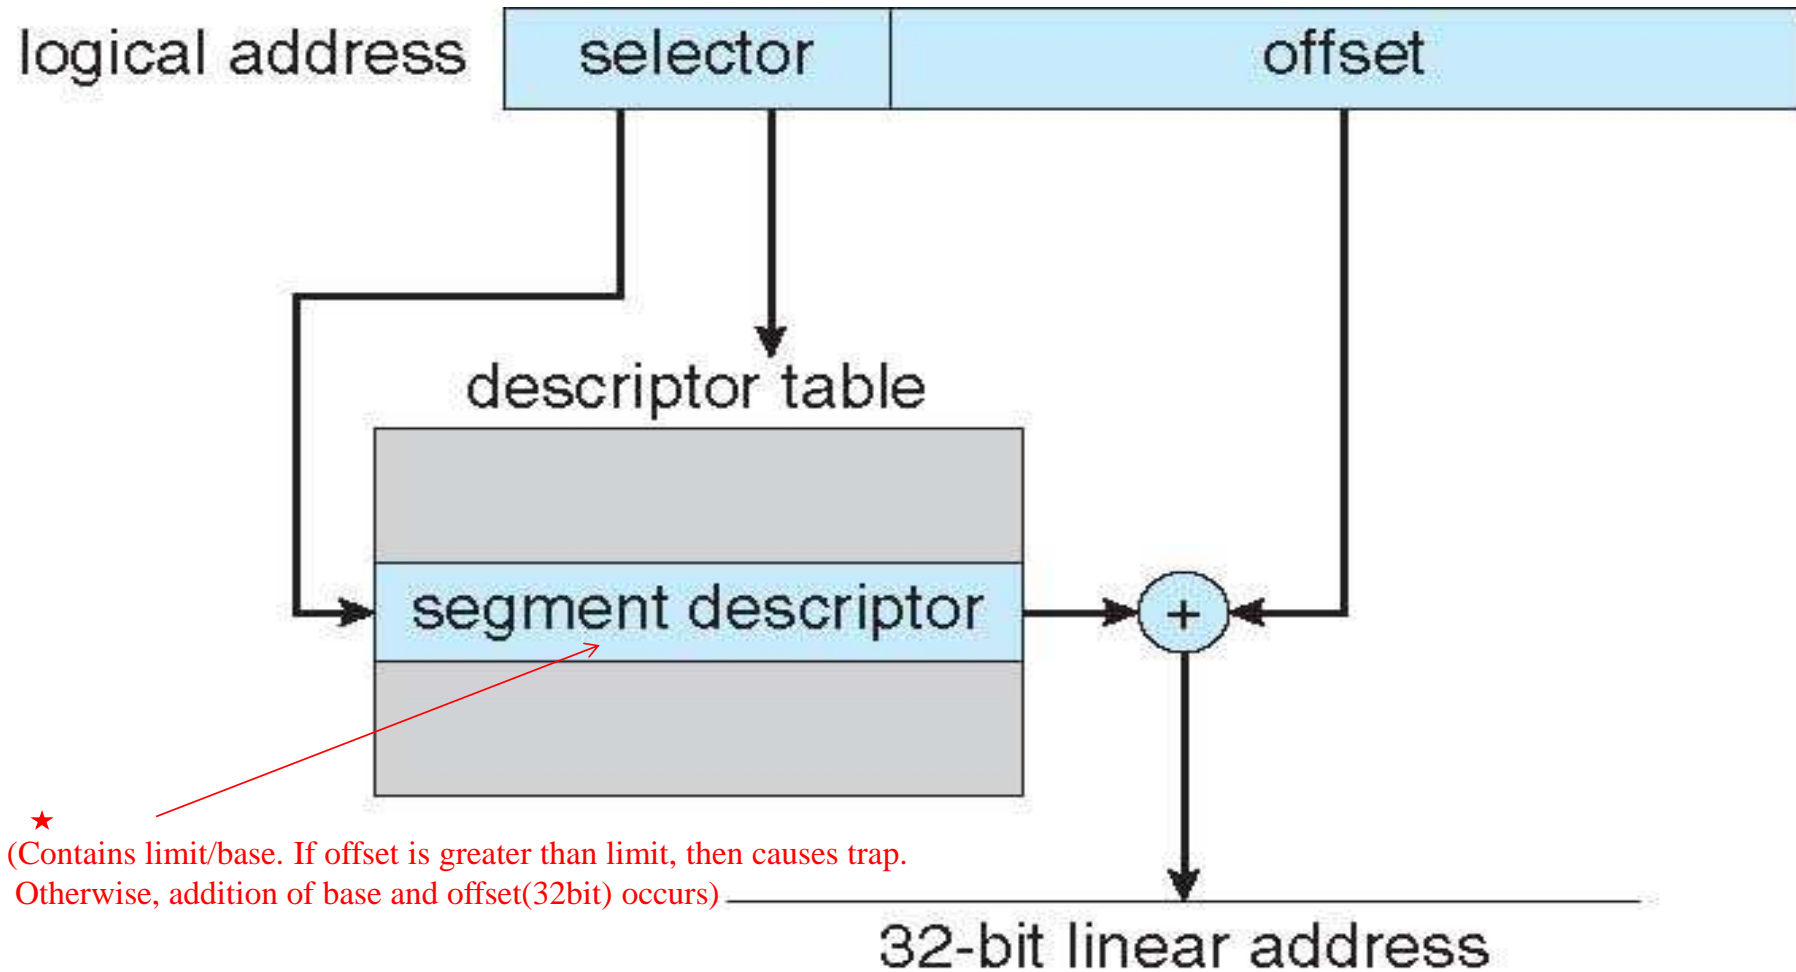 logical address selector offset
descriptor table
segment descriptor +
★
(Contains limit/base. If offset is greater than limit, then causes trap.
Otherwise, addition of base and offset(32bit) occurs)
32-bit linear address